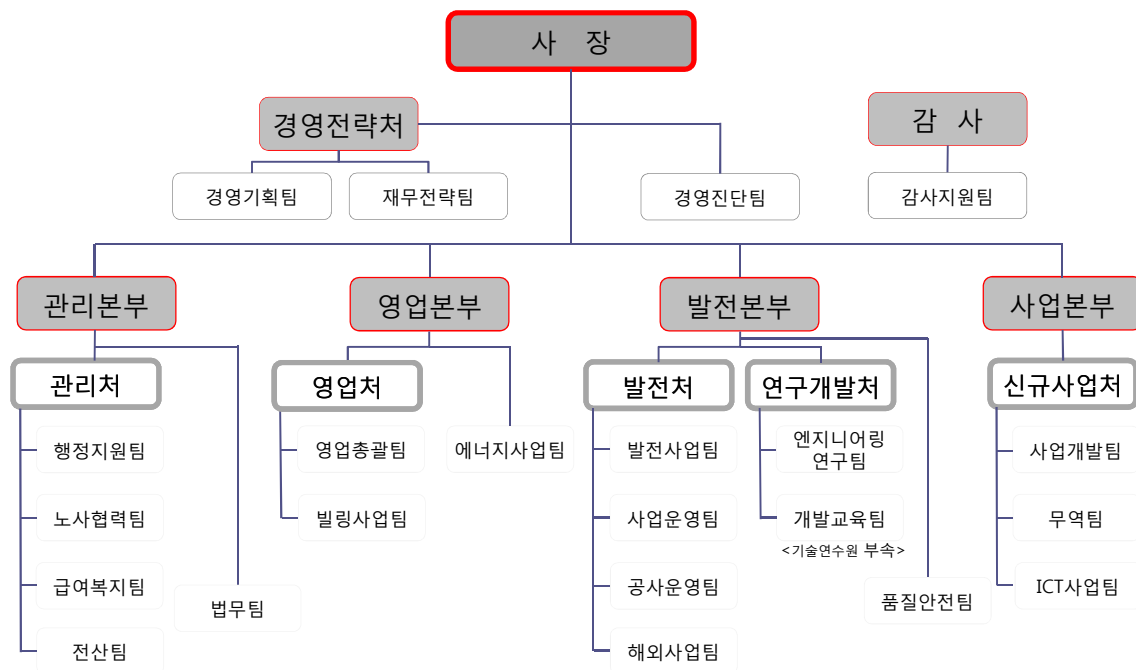 사 장
경영전략처
감 사
경영기획팀
재무전략팀
경영진단팀
감사지원팀
관리본부
영업본부
발전본부
사업본부
관리처
영업처
발전처
연구개발처
신규사업처
행정지원팀
영업총괄팀
에너지사업팀
발전사업팀
엔지니어링
연구팀
사업개발팀
노사협력팀
빌링사업팀
사업운영팀
개발교육팀
<기술연수원 부속>
무역팀
급여복지팀
법무팀
공사운영팀
품질안전팀
ICT사업팀
전산팀
해외사업팀